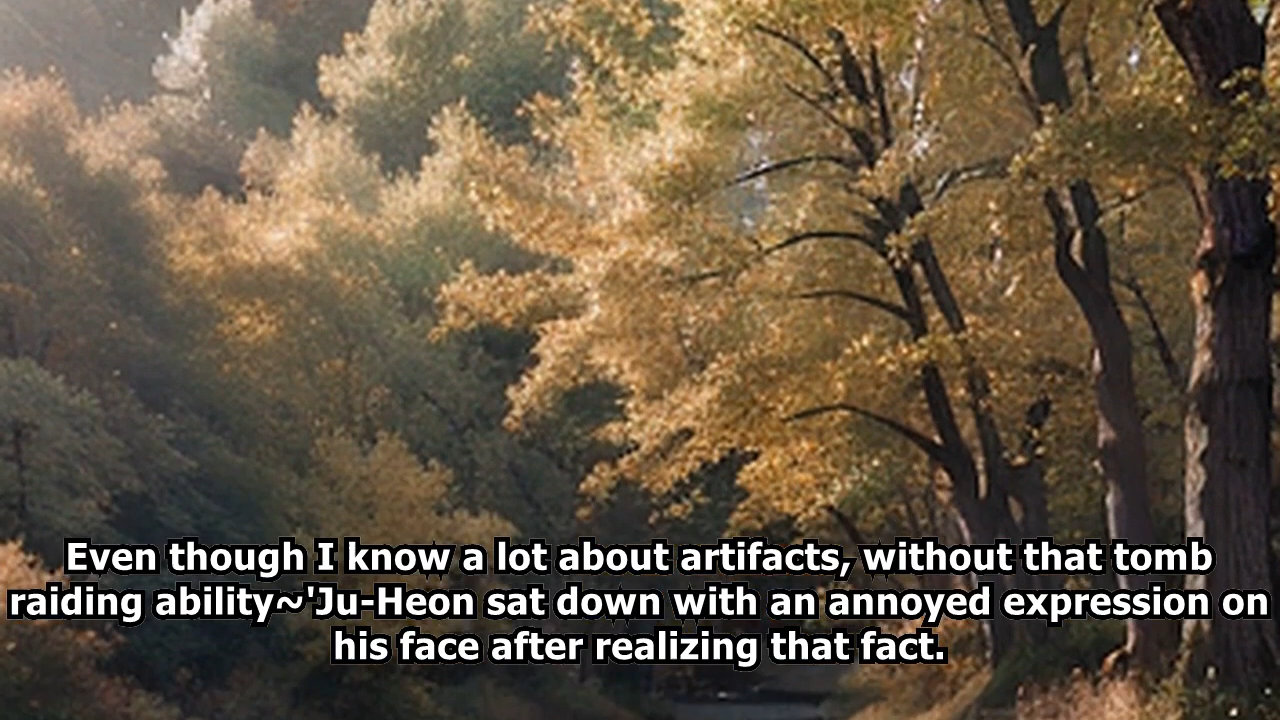 Even though I know a lot about artifacts, without that tomb
raiding ability~'Ju-Heon sat down with an annoyed expression on
his face after realizing that fact.